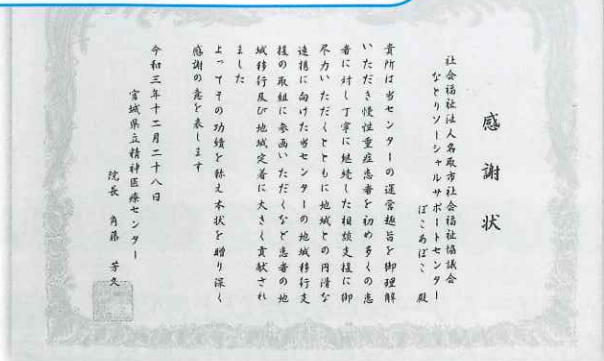 感謝状
社会福祉法人名取市社会福祉協議会
なとりソーシャルサポートセンター
ぽこあぽこ 殿
貴所は当センターの運営趣旨を御理解
いただき慢性重症患者を初め多くの患
者に対し丁寧に継続した相談支援に御
尽力いただくとともに地域との円滑な
連携に向けた当センターの地域移行支
援の取組に参画いただくなど患者の地
域移行及び地域定着に大きく貢献され
ました
よってその功績を称え本状を贈り深く
感謝の意を表します
令和三年十二月二十八日
宮城県立精神医療センター
院長 角藤 芳久